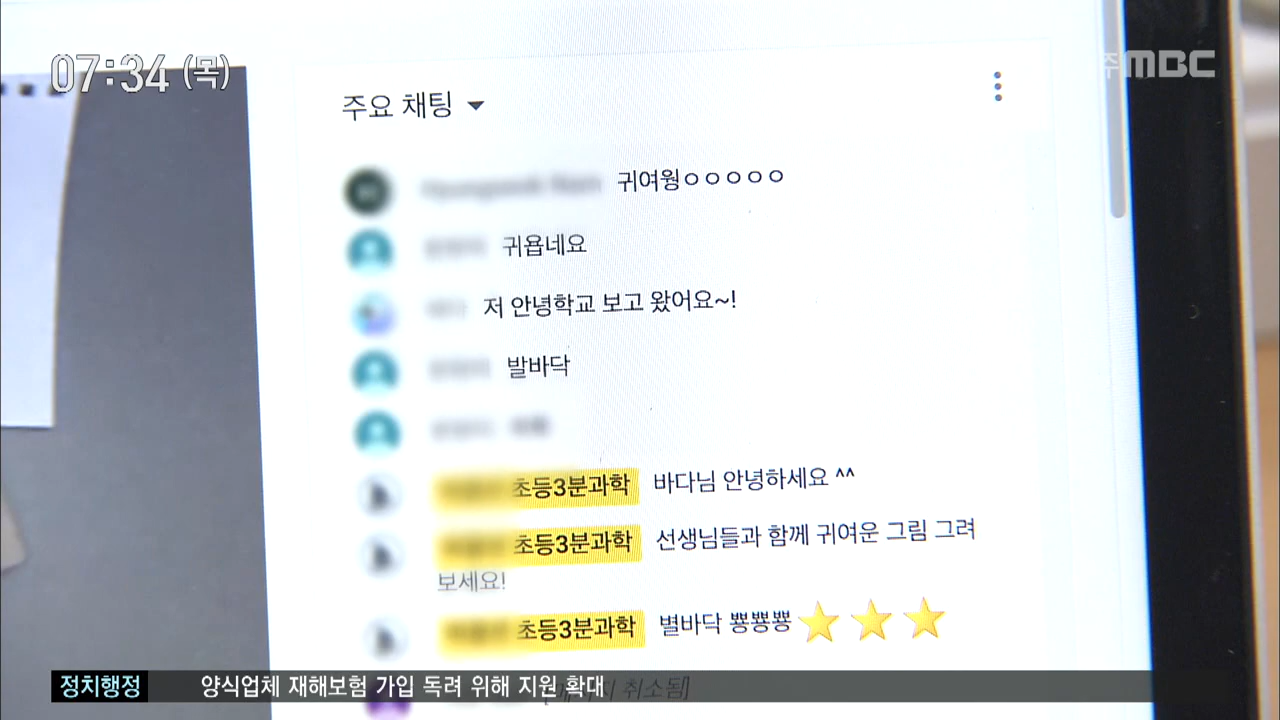 07:34 (목)
주MBC
주요 채팅
귀여웡ㅇㅇㅇㅇㅇ
귀욥네요
저 안녕학교 보고 왔어요~!
발바닥
초등3분과학 바다님 안녕하세요 ^^
초등3분과학 선생님들과 함께 귀여운 그림 그려
보세요!
초등3분과학 별바닥 뿅뿅뿅
정치행정 양식업체 재해보험 가입 독려 위해 지원 확대
취소됨]